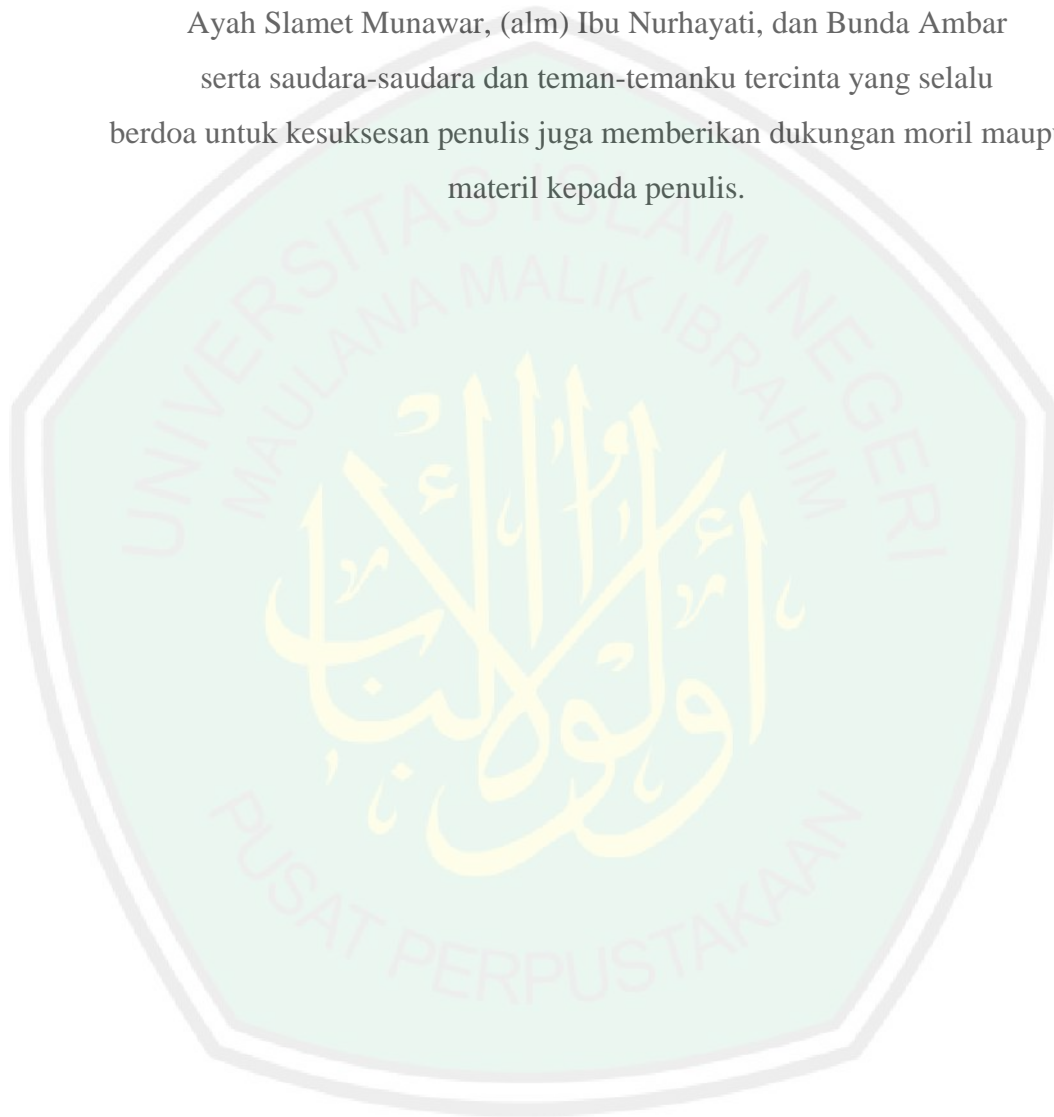 Ayah Slamet Munawar, (alm) Ibu Nurhayati, dan Bunda Ambar
serta saudara-saudara dan teman-temanku tercinta yang selalu
berdoa untuk kesuksesan penulis juga memberikan dukungan moril maup
materil kepada penulis.
UNIVERSITAS ISLAM NEGERI
MAULANA MALIK IBRAHIM
أولوا الألباب
PUSAT PERPUSTAKAAN